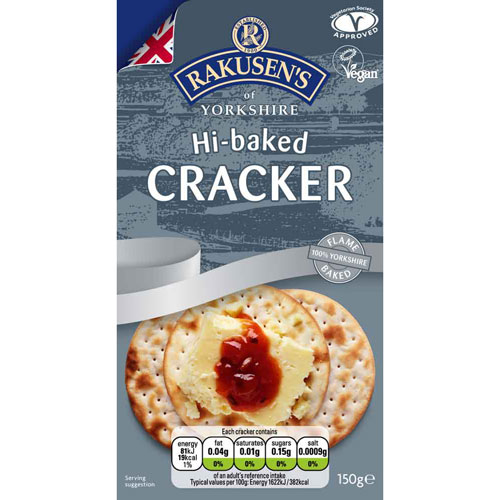 ESTABLISHED
R
1900
RAKUSEN'S
of
YORKSHIRE
Vegetarian Society
APPROVED
Vegan
Hi-baked
CRACKER
FLAME
100% YORKSHIRE
BAKED
Each cracker contains
energy fat saturates sugars salt
81kJ 0.04g 0.01g 0.15g 0.0009g
19kcal
1% 0% 0% 0% 0%
of an adult's reference intake
Typical values per 100g: Energy 1622kJ/382kcal
Serving
suggestion
150g℮